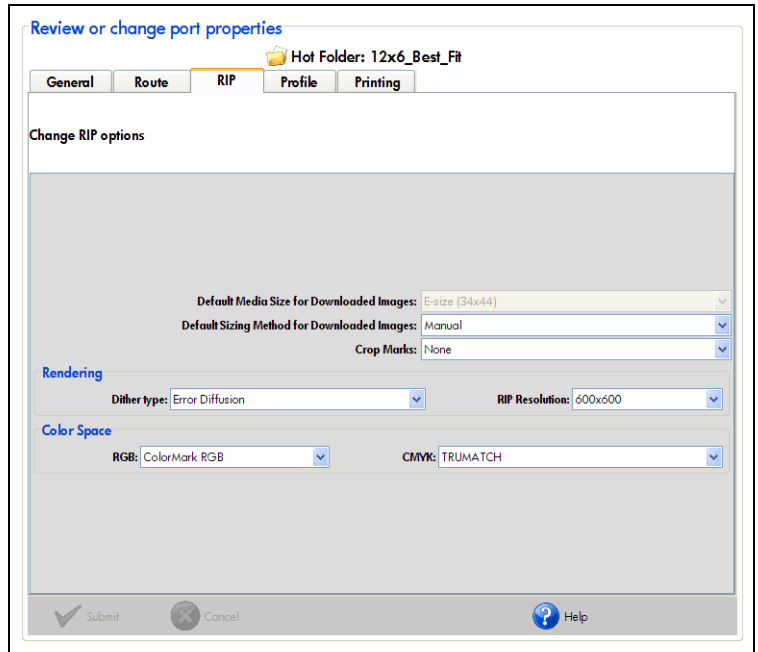 Review or change port properties
Hot Folder: 12x6_Best_Fit
General Route RIP Profile Printing
Change RIP options
Default Media Size for Downloaded Images: E-size (34x44)
Default Sizing Method for Downloaded Images: Manual
Crop Marks: None
Rendering
Dither type: Error Diffusion RIP Resolution: 600x600
Color Space
RGB: ColorMark RGB CMYK: TRUMATCH
Submit Cancel Help